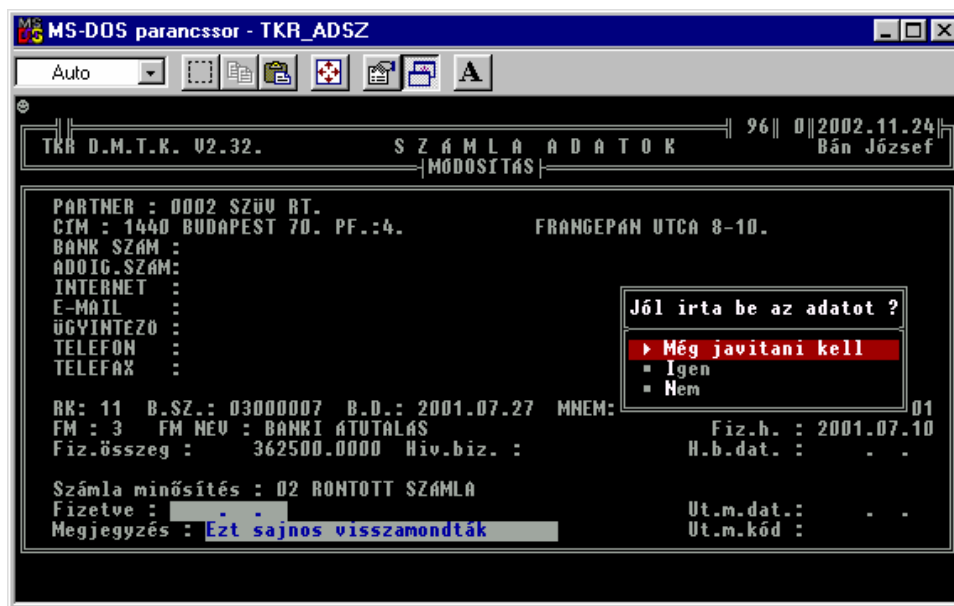 MS-DOS parancssor - TKR_ADSZ
Auto
96 0 2002.11.24
TKR D.M.T.K. V2.32. S Z Á M L A A D A T O K Bán József
MÓDOSÍTÁS
PARTNER : 0002 SZÜV RT.
CÍM : 1440 BUDAPEST 70. PF.:4. FRANGEPÁN UTCA 8-10.
BANK SZÁM :
ADOIG.SZÁM:
INTERNET :
E-MAIL :
ÜGYINTÉZŐ :
TELEFON :
TELEFAX :
Jól irta be az adatot ?
Még javitani kell
Igen
Nem
RK: 11 B.SZ.: 03000007 B.D.: 2001.07.27 MNEM: 01
FM : 3 FM NÉV : BANKI ÁTUTALÁS Fiz.h. : 2001.07.10
Fiz.összeg : 362500.0000 Hiv.biz. : H.b.dat. : . .
Számla minősítés : 02 RONTOTT SZÁMLA
Fizetve : . . Ut.m.dat.: . .
Megjegyzés : Ezt sajnos visszamondták Ut.m.kód :